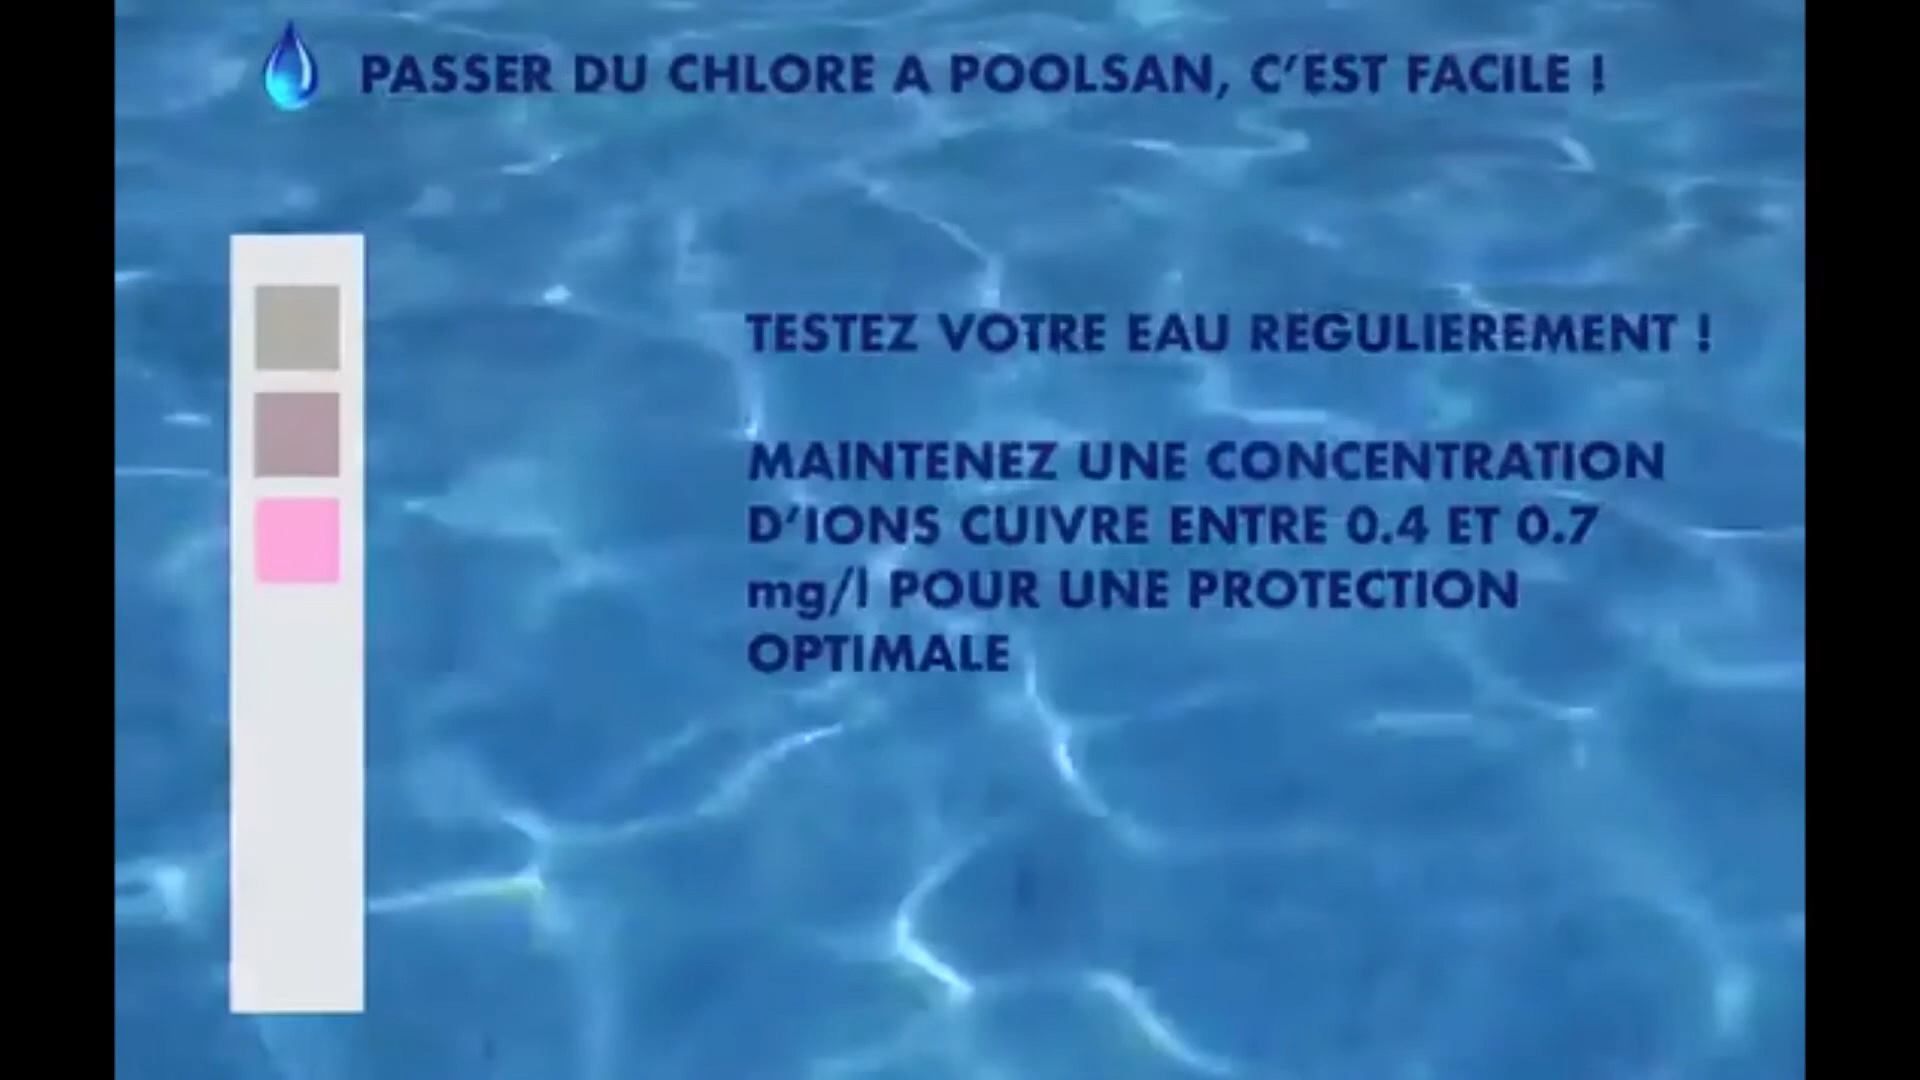 PASSER DU CHLORE A POOLSAN, C'EST FACILE !
TESTEZ VOTRE EAU REGULIEREMENT !
MAINTENEZ UNE CONCENTRATION
D'IONS CUIVRE ENTRE 0.4 ET 0.7
mg/l POUR UNE PROTECTION
OPTIMALE